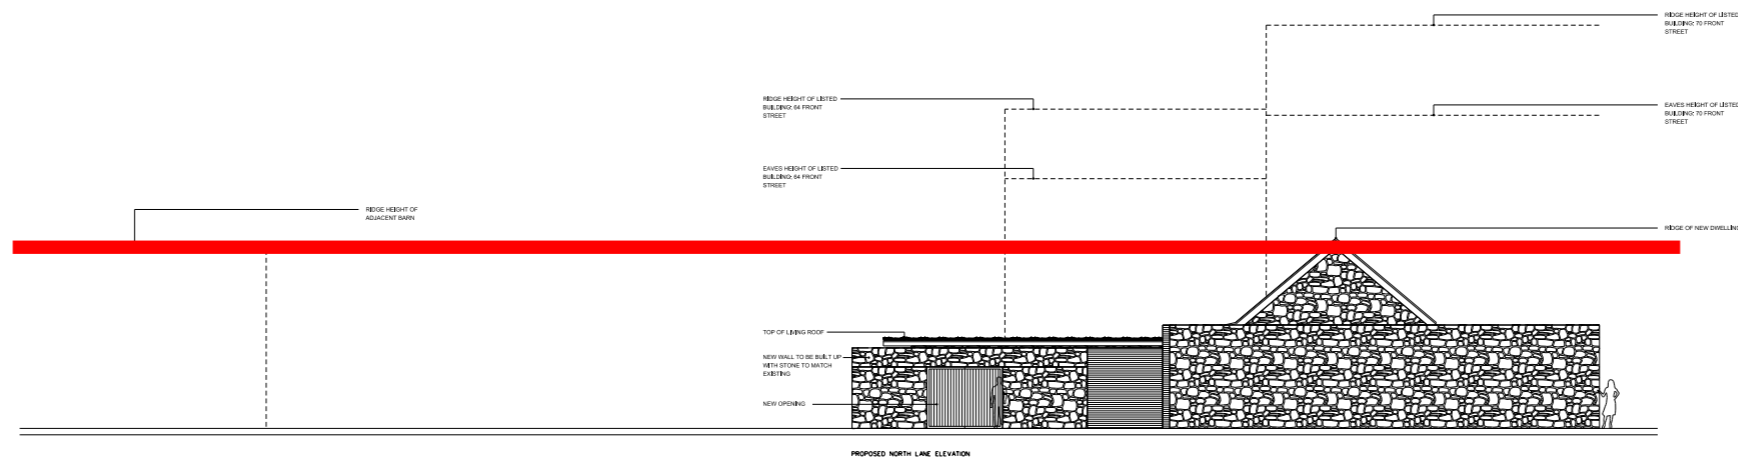 RIDGE HEIGHT OF LISTED
BUILDING: 70 FRONT
STREET
RIDGE HEIGHT OF LISTED
BUILDING: 64 FRONT
STREET
EAVES HEIGHT OF LISTED
BUILDING: 70 FRONT
STREET
EAVES HEIGHT OF LISTED
BUILDING: 64 FRONT
STREET
RIDGE HEIGHT OF
ADJACENT BARN
RIDGE OF NEW DWELLING
TOP OF LIVING ROOF
NEW WALL TO BE BUILT UP
WITH STONE TO MATCH
EXISTING
NEW OPENING
PROPOSED NORTH LANE ELEVATION